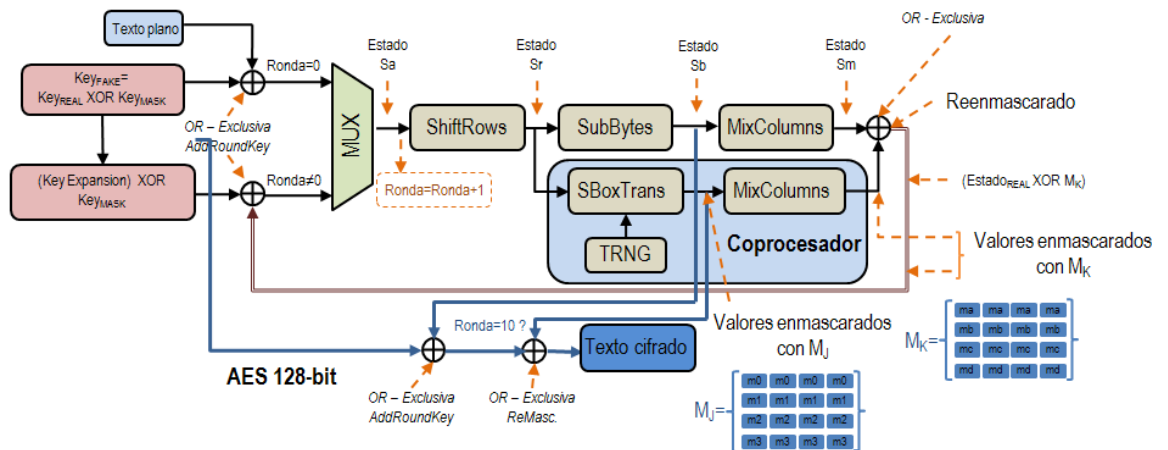 Texto plano
Key_FAKE=
Key_REAL XOR Key_MASK
(Key Expansion) XOR
Key_MASK
OR – Exclusiva
AddRoundKey
Ronda=0
Ronda≠0
MUX
Estado
Sa
Ronda=Ronda+1
ShiftRows
Estado
Sr
SubBytes
Estado
Sb
MixColumns
Estado
Sm
OR - Exclusiva
Reenmascarado
SBoxTrans
MixColumns
TRNG
Coprocesador
(Estado_REAL XOR M_K)
Valores enmascarados
con M_K
Ronda=10 ?
Texto cifrado
Valores enmascarados
con M_J
AES 128-bit
OR – Exclusiva
AddRoundKey
OR – Exclusiva
ReMasc.
M_K=
ma ma ma ma
mb mb mb mb
mc mc mc mc
md md md md
M_J=
m0 m0 m0 m0
m1 m1 m1 m1
m2 m2 m2 m2
m3 m3 m3 m3